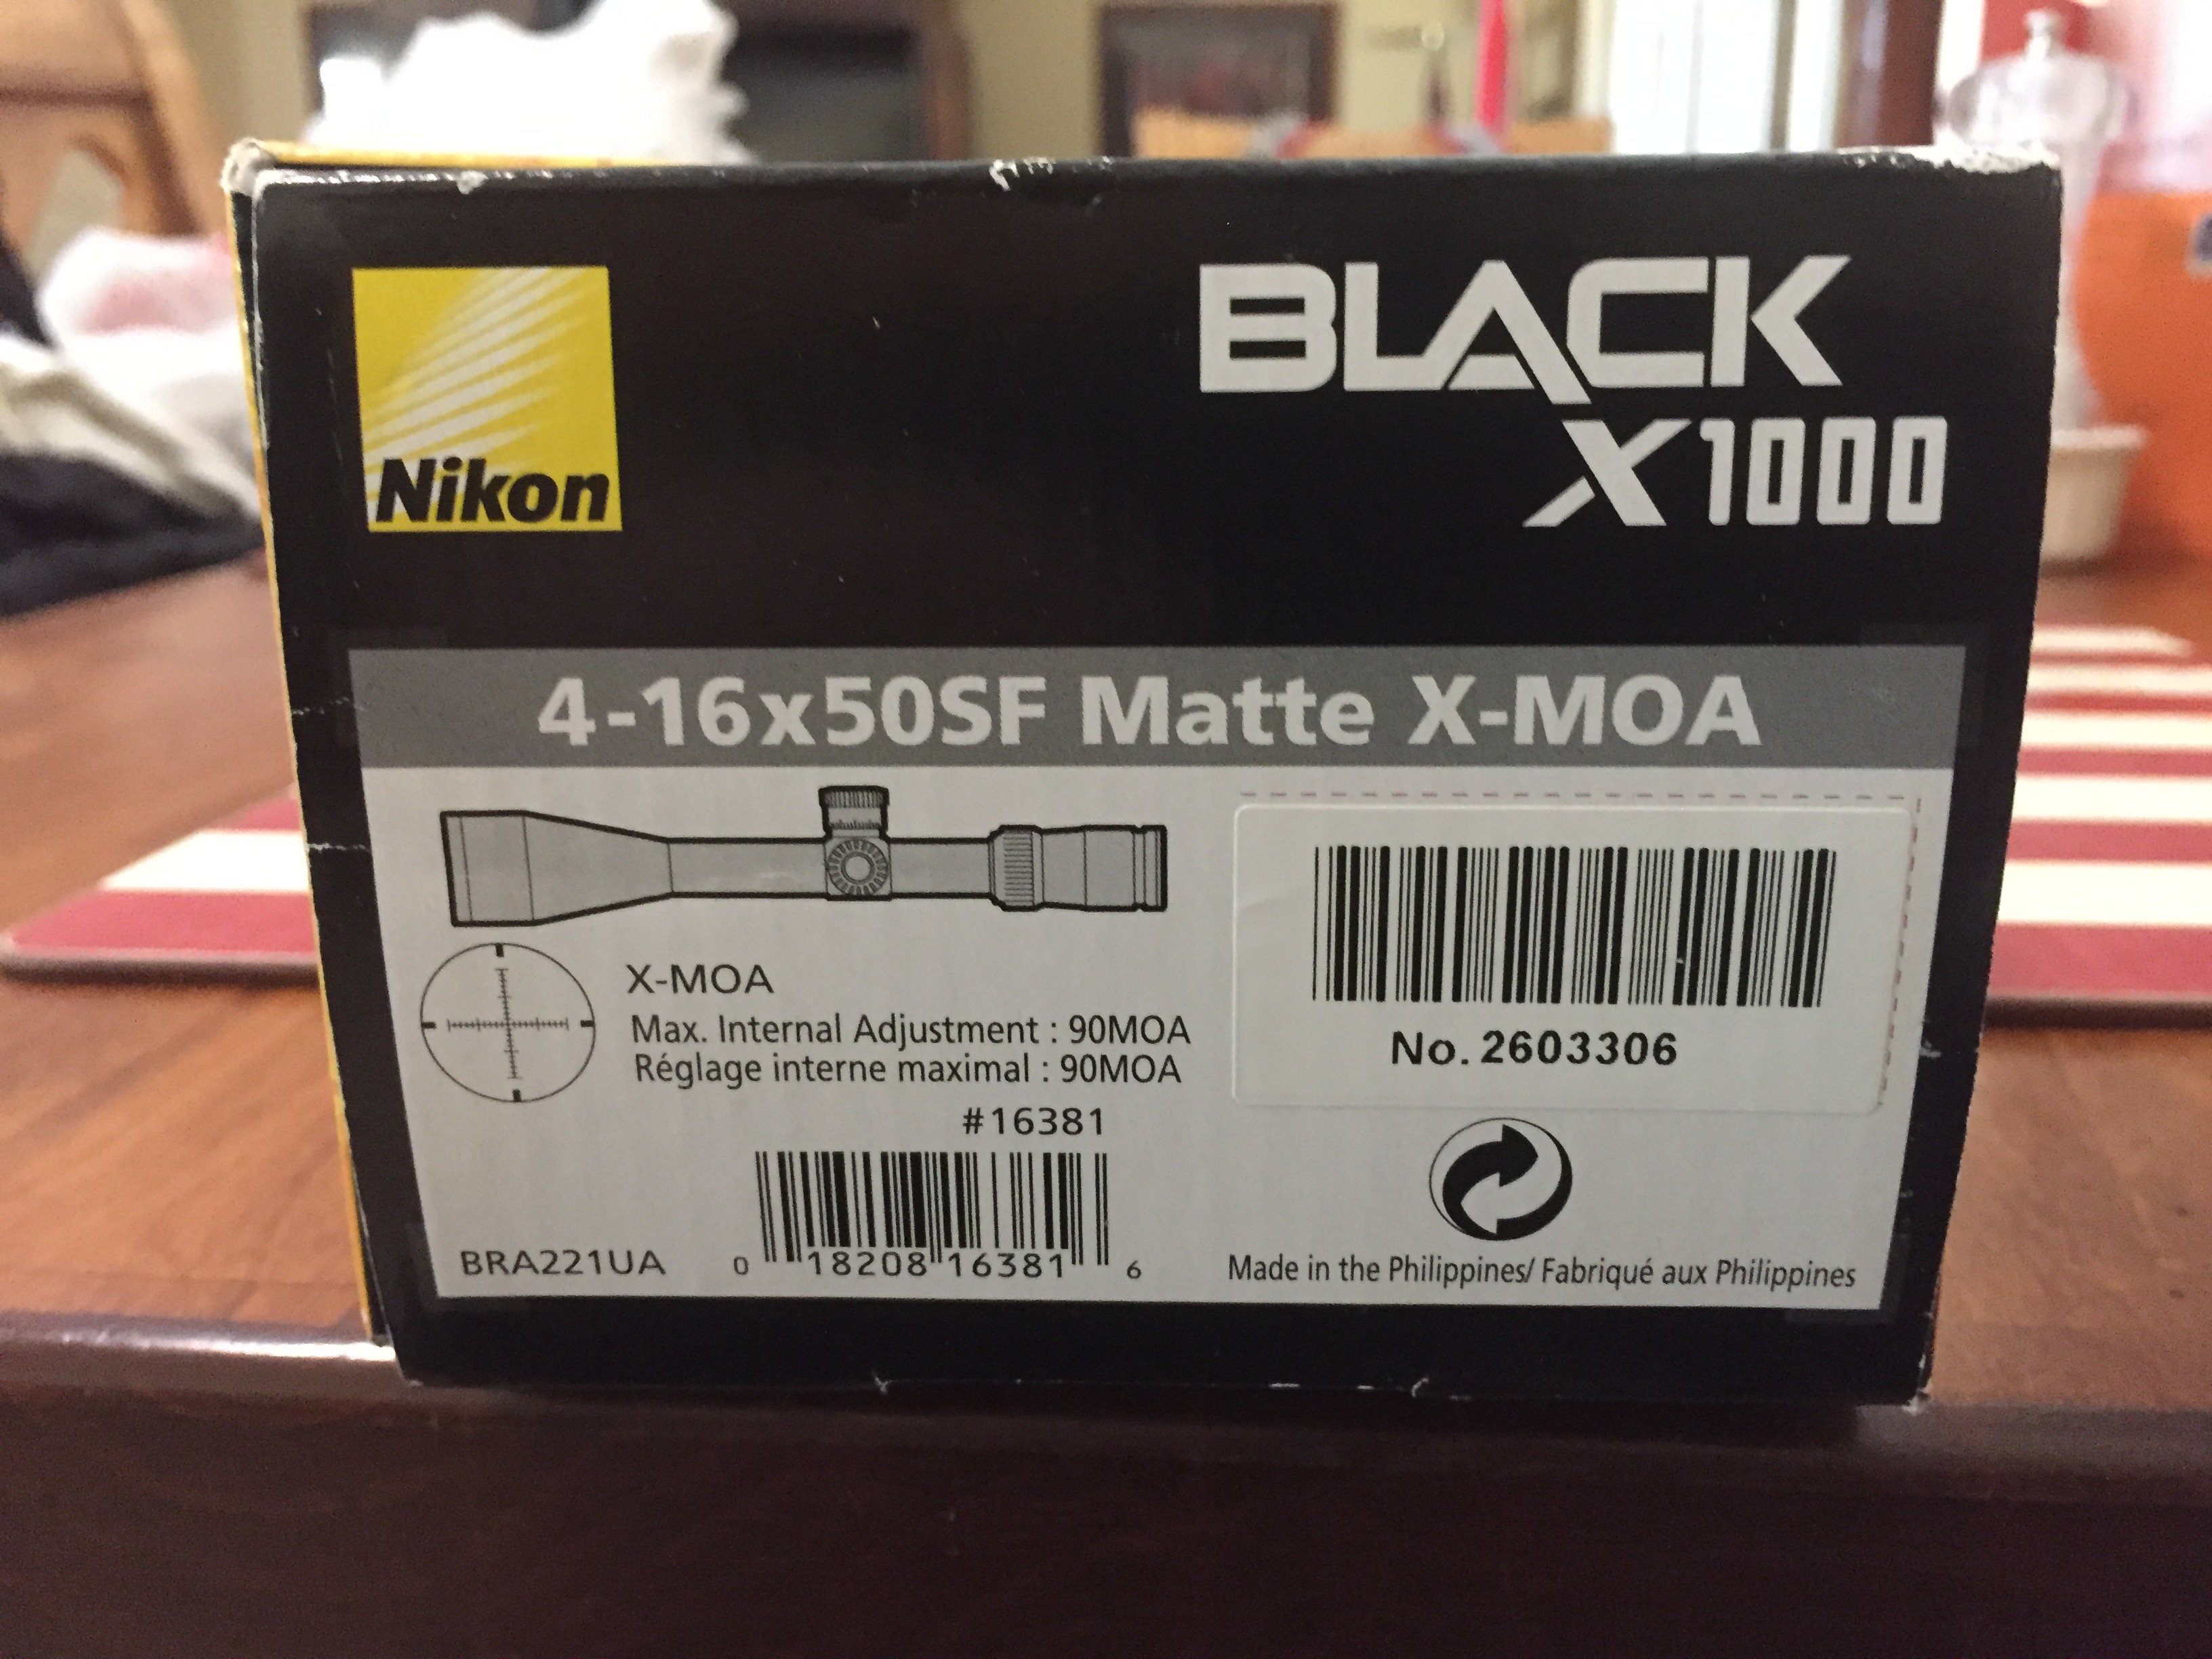 Nikon
BLACK
X1000
4-16x50SF Matte X-MOA
X-MOA
Max. Internal Adjustment : 90MOA
Réglage interne maximal : 90MOA
#16381
No. 2603306
BRA221UA
0 18208 16381 6
Made in the Philippines/ Fabriqué aux Philippines